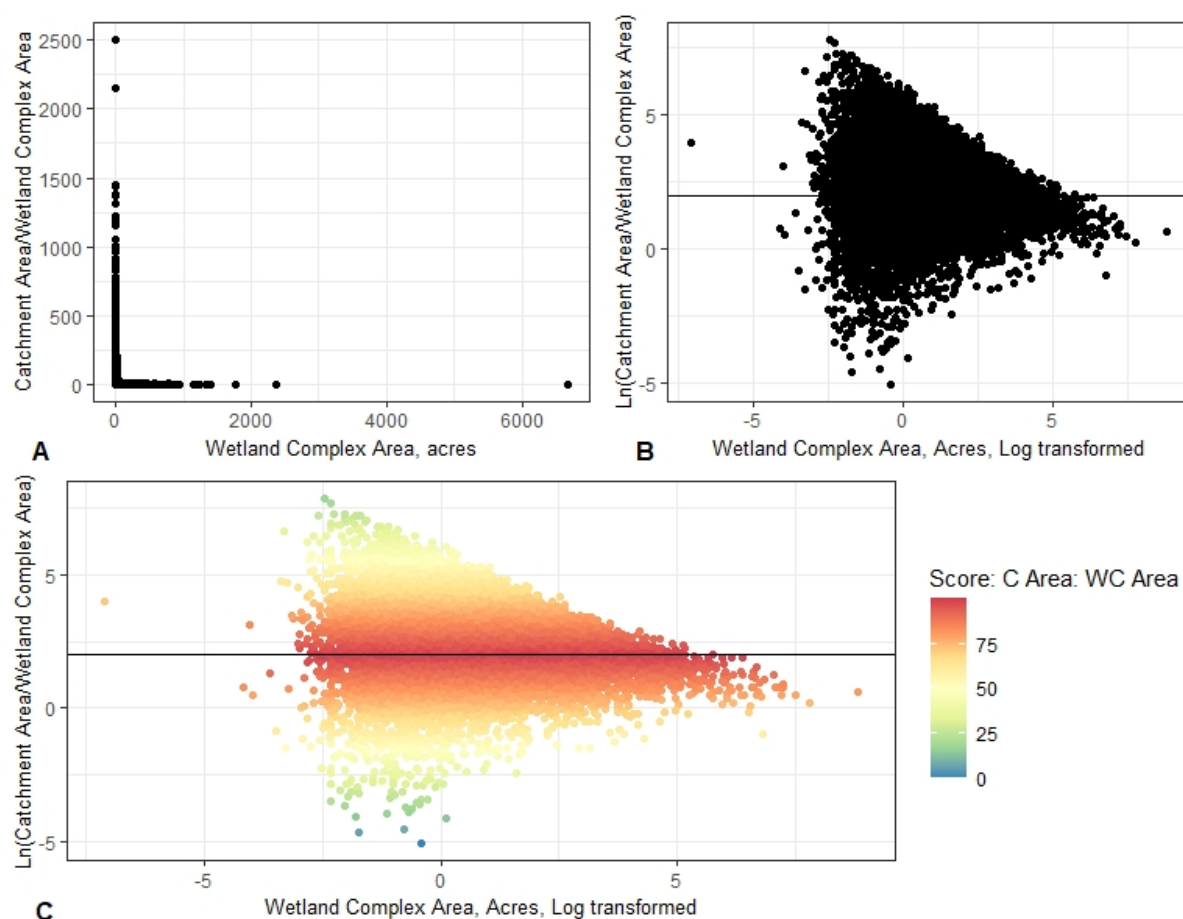 Catchment Area/Wetland Complex Area
2500
2000
1500
1000
500
0
0 2000 4000 6000
A
Wetland Complex Area, acres
Ln(Catchment Area/Wetland Complex Area)
5
0
-5
-5 0 5
B
Wetland Complex Area, Acres, Log transformed
Ln(Catchment Area/Wetland Complex Area)
5
0
-5
-5 0 5
C
Wetland Complex Area, Acres, Log transformed
Score: C Area: WC Area
75
50
25
0